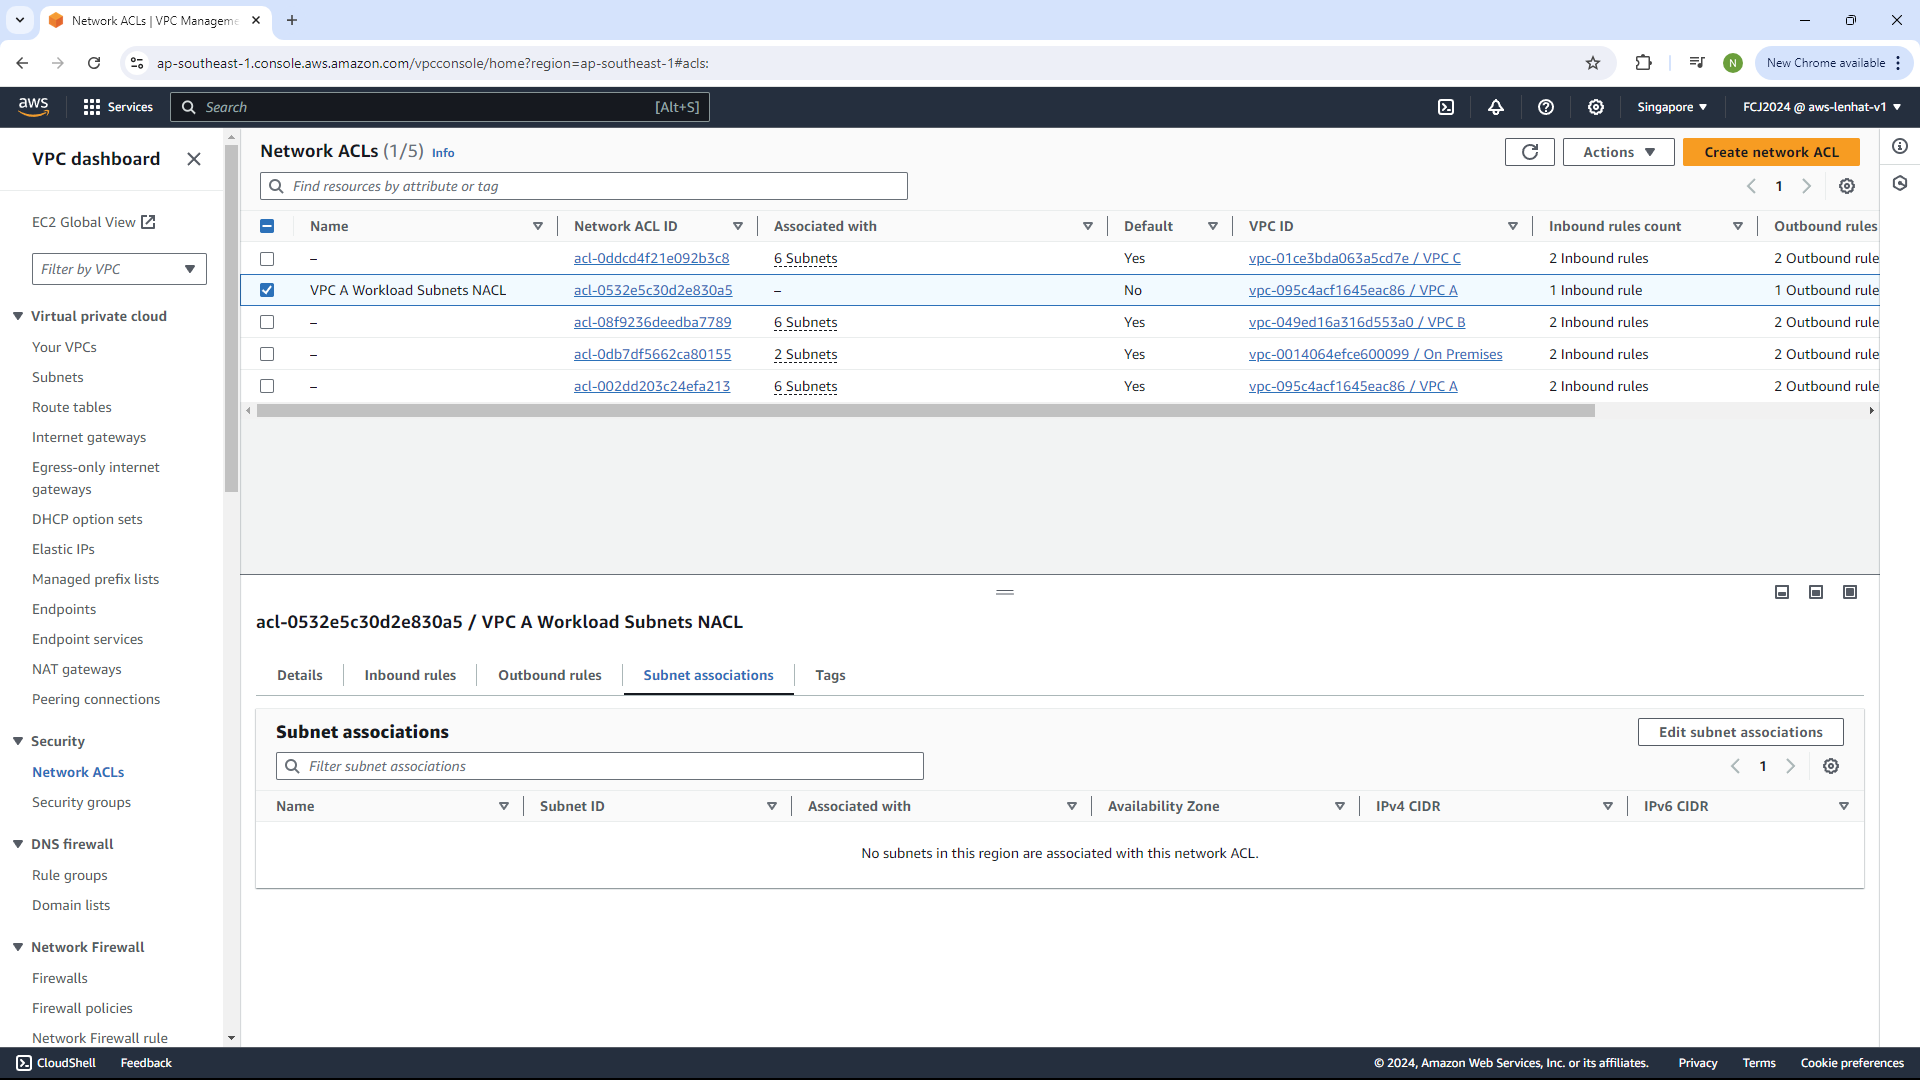 Network ACLs | VPC Manageme
ap-southeast-1.console.aws.amazon.com/vpcconsole/home?region=ap-southeast-1#acls:
N
New Chrome available
aws
Services
Search
[Alt+S]
Singapore
FCJ2024 @ aws-lenhat-v1
VPC dashboard
EC2 Global View
Filter by VPC
Virtual private cloud
Your VPCs
Subnets
Route tables
Internet gateways
Egress-only internet
gateways
DHCP option sets
Elastic IPs
Managed prefix lists
Endpoints
Endpoint services
NAT gateways
Peering connections
Security
Network ACLs
Security groups
DNS firewall
Rule groups
Domain lists
Network Firewall
Firewalls
Firewall policies
Network Firewall rule
Network ACLs (1/5) Info
Actions
Create network ACL
Find resources by attribute or tag
1
Name Network ACL ID Associated with Default VPC ID Inbound rules count Outbound rules
– acl-0ddcd4f21e092b3c8 6 Subnets Yes vpc-01ce3bda063a5cd7e / VPC C 2 Inbound rules 2 Outbound rule
VPC A Workload Subnets NACL acl-0532e5c30d2e830a5 – No vpc-095c4acf1645eac86 / VPC A 1 Inbound rule 1 Outbound rule
– acl-08f9236deedba7789 6 Subnets Yes vpc-049ed16a316d553a0 / VPC B 2 Inbound rules 2 Outbound rule
– acl-0db7df5662ca80155 2 Subnets Yes vpc-0014064efce600099 / On Premises 2 Inbound rules 2 Outbound rule
– acl-002dd203c24efa213 6 Subnets Yes vpc-095c4acf1645eac86 / VPC A 2 Inbound rules 2 Outbound rule
acl-0532e5c30d2e830a5 / VPC A Workload Subnets NACL
Details Inbound rules Outbound rules Subnet associations Tags
Subnet associations
Edit subnet associations
Filter subnet associations
1
Name Subnet ID Associated with Availability Zone IPv4 CIDR IPv6 CIDR
No subnets in this region are associated with this network ACL.
CloudShell Feedback
© 2024, Amazon Web Services, Inc. or its affiliates. Privacy Terms Cookie preferences